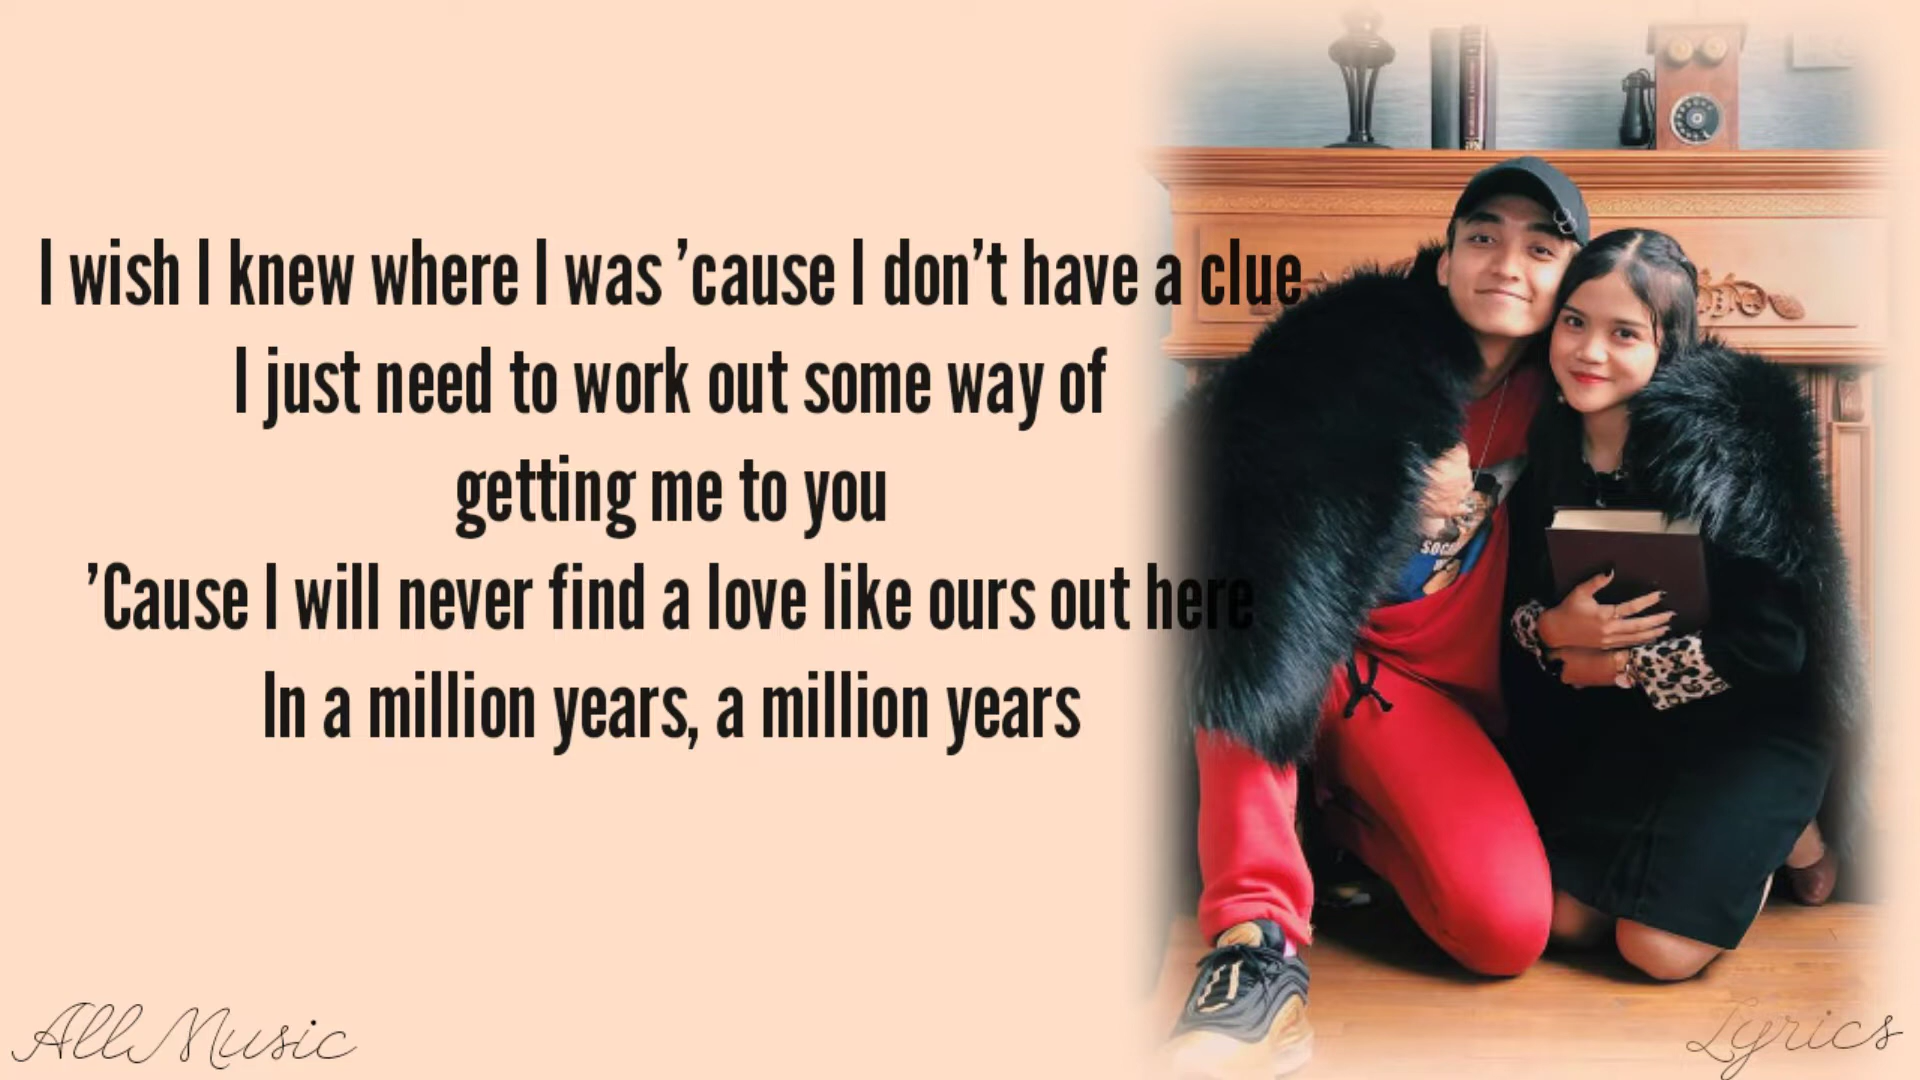 I wish I knew where I was ’cause I don’t have a clue
I just need to work out some way of
getting me to you
’Cause I will never find a love like ours out here
In a million years, a million years
All Music
Lyrics